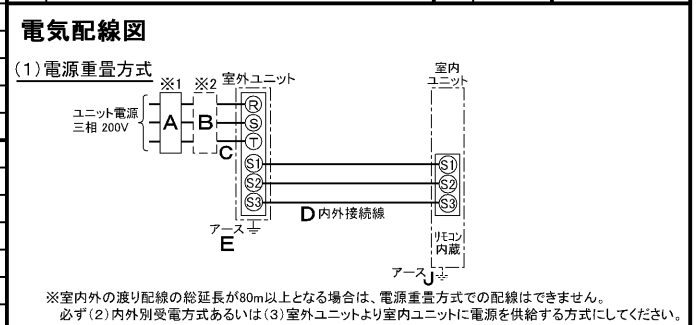 電気配線図
(1)電源重畳方式
※1 ※2 室外ユニット
室内
ユニット
ユニット電源
三相 200V
A B
C
R
S
T
S1
S2
S3
S1
S2
S3
D 内外接続線
アース
E
リモコン
内蔵
アース J
※室内外の渡り配線の総延長が80m以上となる場合は、電源重畳方式での配線はできません。
必ず(2)内外別受電方式あるいは(3)室外ユニットより室内ユニットに電源を供給する方式にしてください。